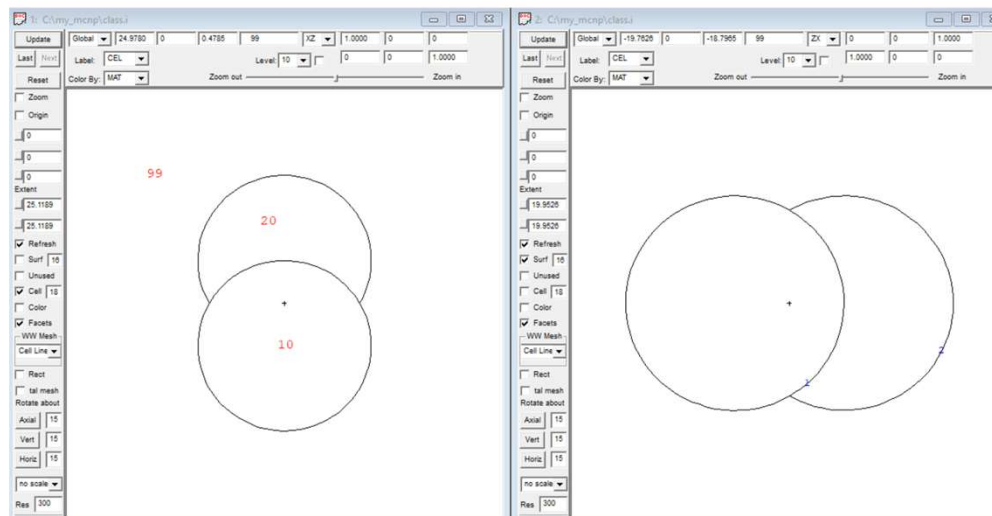 1: C:\my_mcnp\class.i
Update Global 24.9780 0 0.4785 99 XZ 1.0000 0 0
Last Next Label: CEL Level: 10 0 0 1.0000
Reset Color By: MAT Zoom out Zoom in
Zoom
Origin
0
0
0
Extent
25.1189
25.1189
Refresh
Surf 16
Unused
Cell 18
Color
Facets
WW Mesh
Cell Line
Rect
tal mesh
Rotate about
Axial 15
Vert 15
Horiz 15
no scale
Res 300
99
20
10
2: C:\my_mcnp\class.i
Update Global -19.7626 0 -18.7965 99 ZX 0 0 1.0000
Last Next Label: CEL Level: 10 1.0000 0 0
Reset Color By: MAT Zoom out Zoom in
Zoom
Origin
0
0
0
Extent
19.9526
19.9526
Refresh
Surf 16
Unused
Cell 18
Color
Facets
WW Mesh
Cell Line
Rect
tal mesh
Rotate about
Axial 15
Vert 15
Horiz 15
no scale
Res 300
2
1